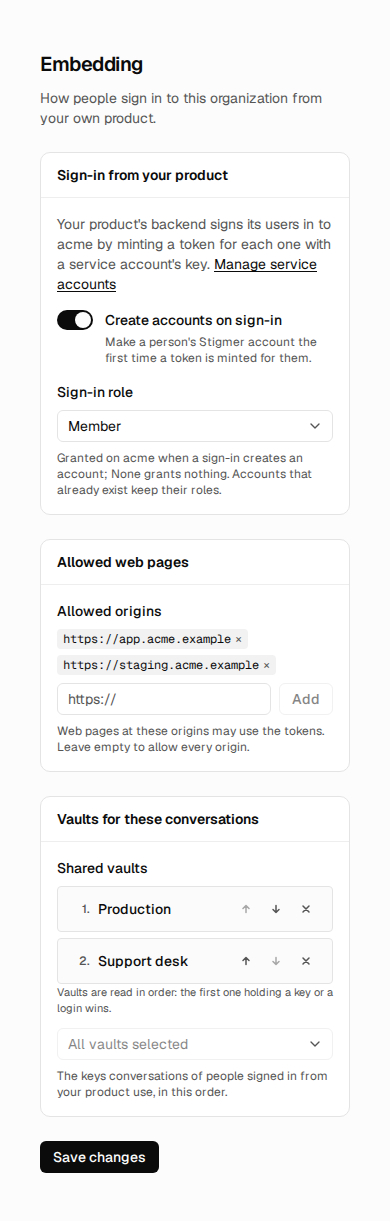 Embedding
How people sign in to this organization from
your own product.
Sign-in from your product
Your product's backend signs its users in to
acme by minting a token for each one with
a service account's key. Manage service
accounts
Create accounts on sign-in
Make a person's Stigmer account the
first time a token is minted for them.
Sign-in role
Member
Granted on acme when a sign-in creates an
account; None grants nothing. Accounts that
already exist keep their roles.
Allowed web pages
Allowed origins
https://app.acme.example ×
https://staging.acme.example ×
https://
Add
Web pages at these origins may use the tokens.
Leave empty to allow every origin.
Vaults for these conversations
Shared vaults
1. Production
2. Support desk
Vaults are read in order: the first one holding a key or a
login wins.
All vaults selected
The keys conversations of people signed in from
your product use, in this order.
Save changes